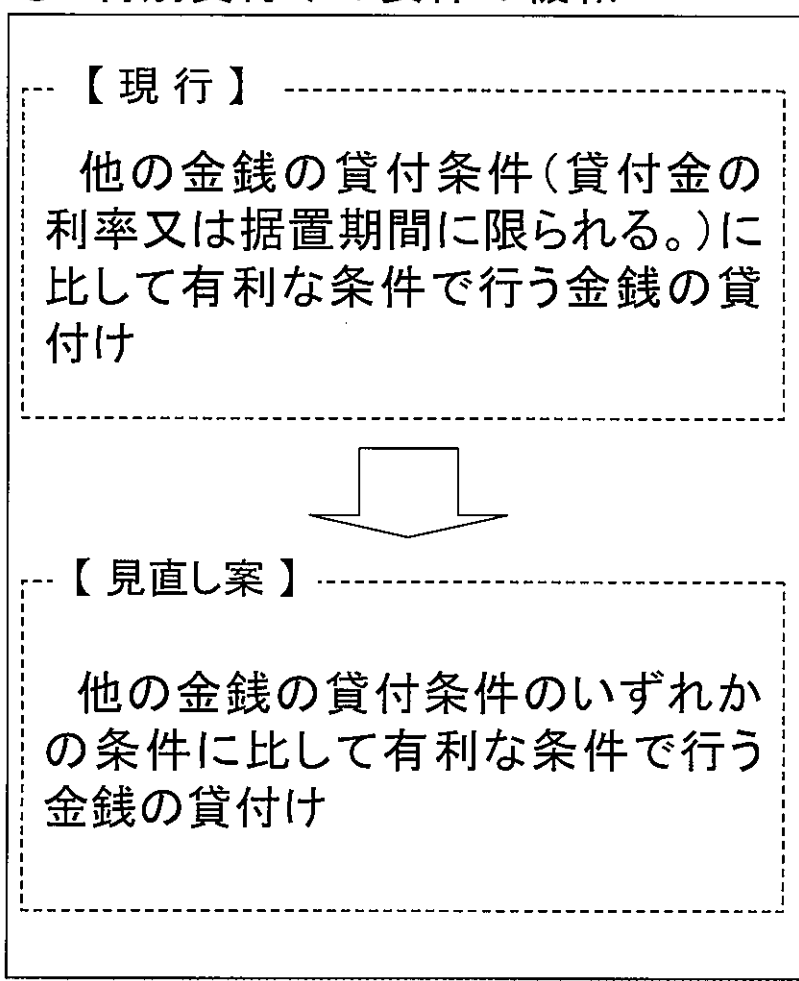 【 現 行 】
他の金銭の貸付条件(貸付金の
利率又は据置期間に限られる。)に
比して有利な条件で行う金銭の貸
付け
【 見直し案 】
他の金銭の貸付条件のいずれか
の条件に比して有利な条件で行う
金銭の貸付け